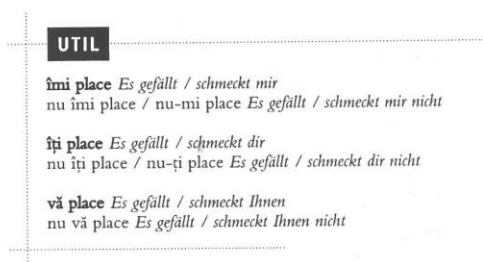 UTIL
îmi place Es gefällt / schmeckt mir
nu îmi place / nu-mi place Es gefällt / schmeckt mir nicht
îți place Es gefällt / schmeckt dir
nu îți place / nu-ți place Es gefällt / schmeckt dir nicht
vă place Es gefällt / schmeckt Ihnen
nu vă place Es gefällt / schmeckt Ihnen nicht